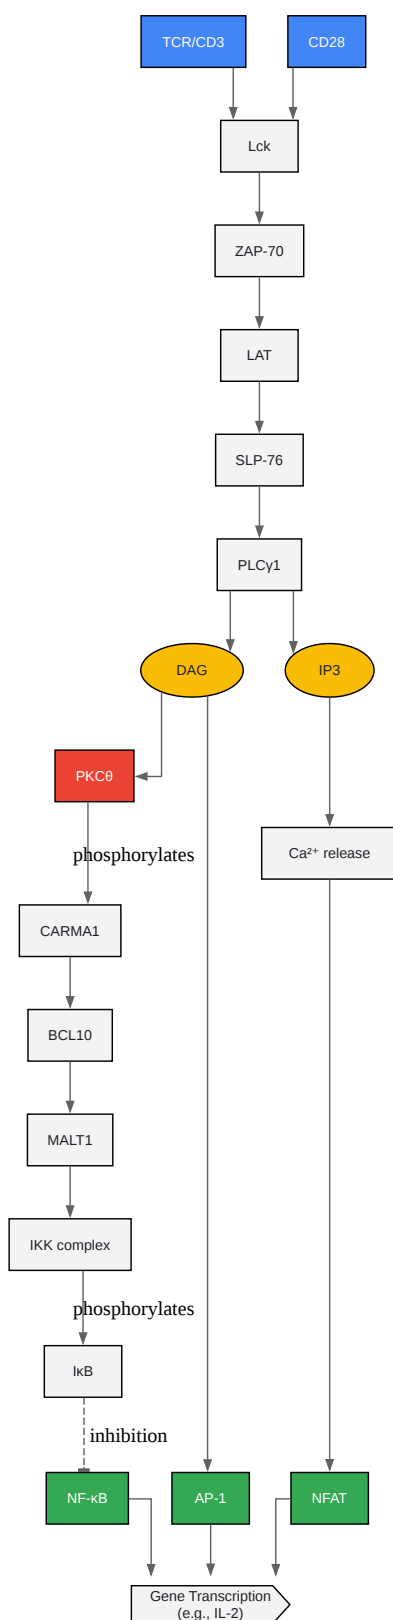 TCR/CD3
CD28
Lck
ZAP-70
LAT
SLP-76
PLCγ1
DAG
IP3
PKCθ
phosphorylates
Ca²⁺ release
CARMA1
BCL10
MALT1
IKK complex
phosphorylates
IκB
inhibition
NF-κB
AP-1
NFAT
Gene Transcription
(e.g., IL-2)